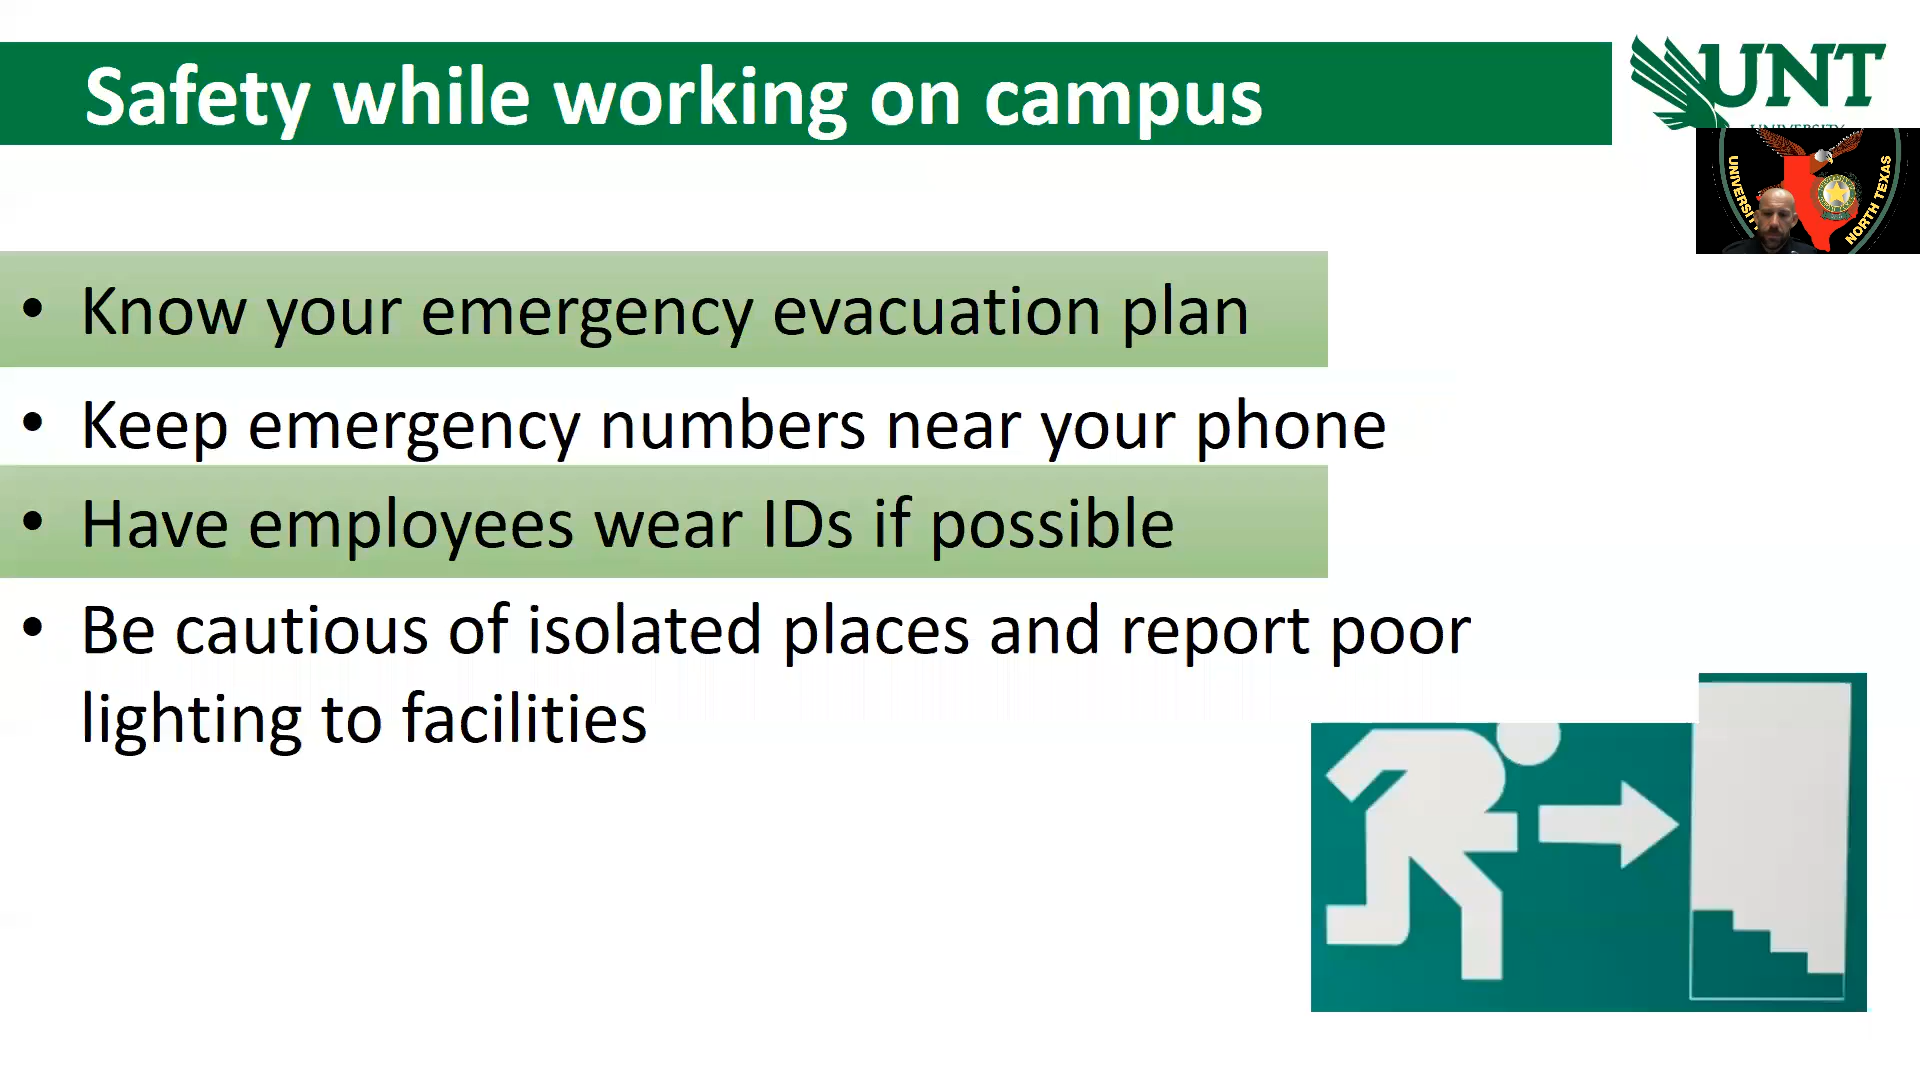 Safety while working on campus
UNT
UNIVERSITY
NORTH TEXAS
• Know your emergency evacuation plan
• Keep emergency numbers near your phone
• Have employees wear IDs if possible
• Be cautious of isolated places and report poor
lighting to facilities